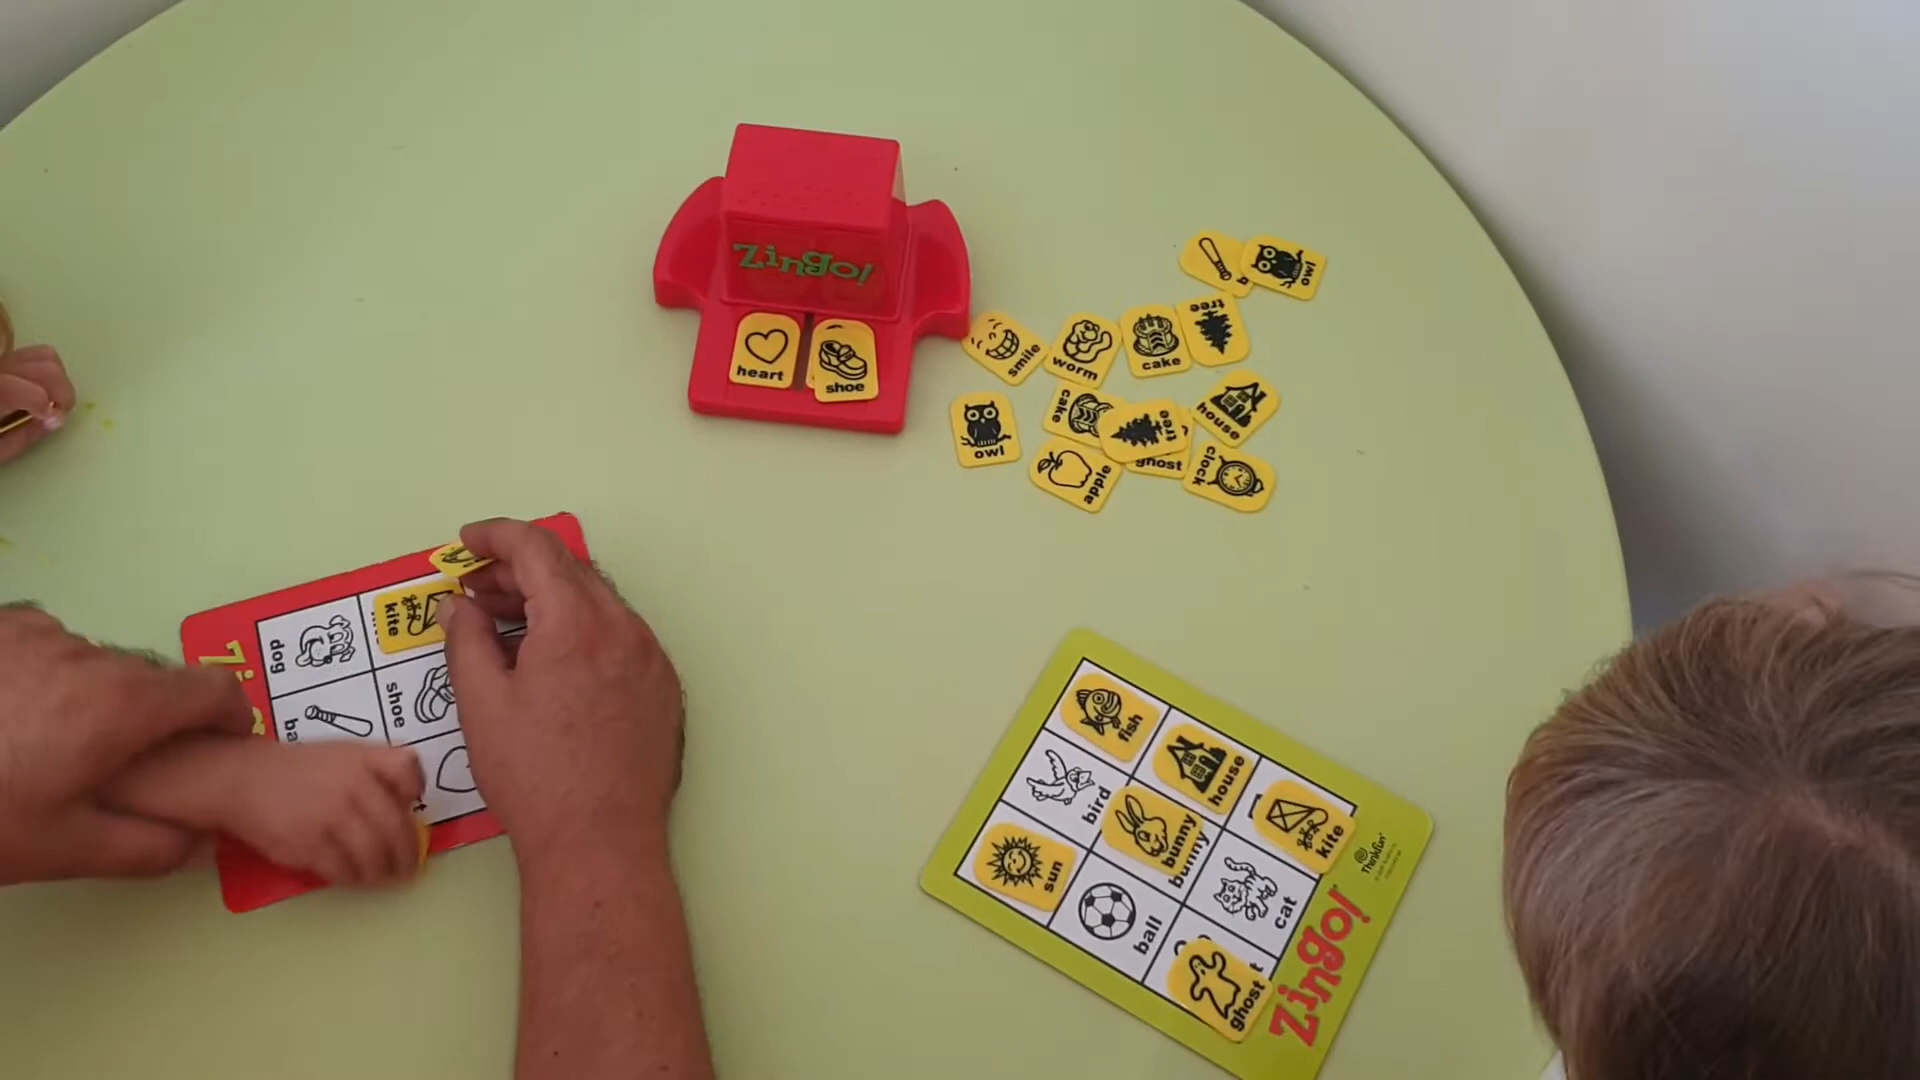 Zingo!
heart
shoe
smile
worm
cake
tree
owl
owl
cake
tree
house
apple
ghost
clock
kite
dog
shoe
fish
house
kite
bird
bunny
bunny
cat
sun
ball
ghost
Thinkfun
Zingo!